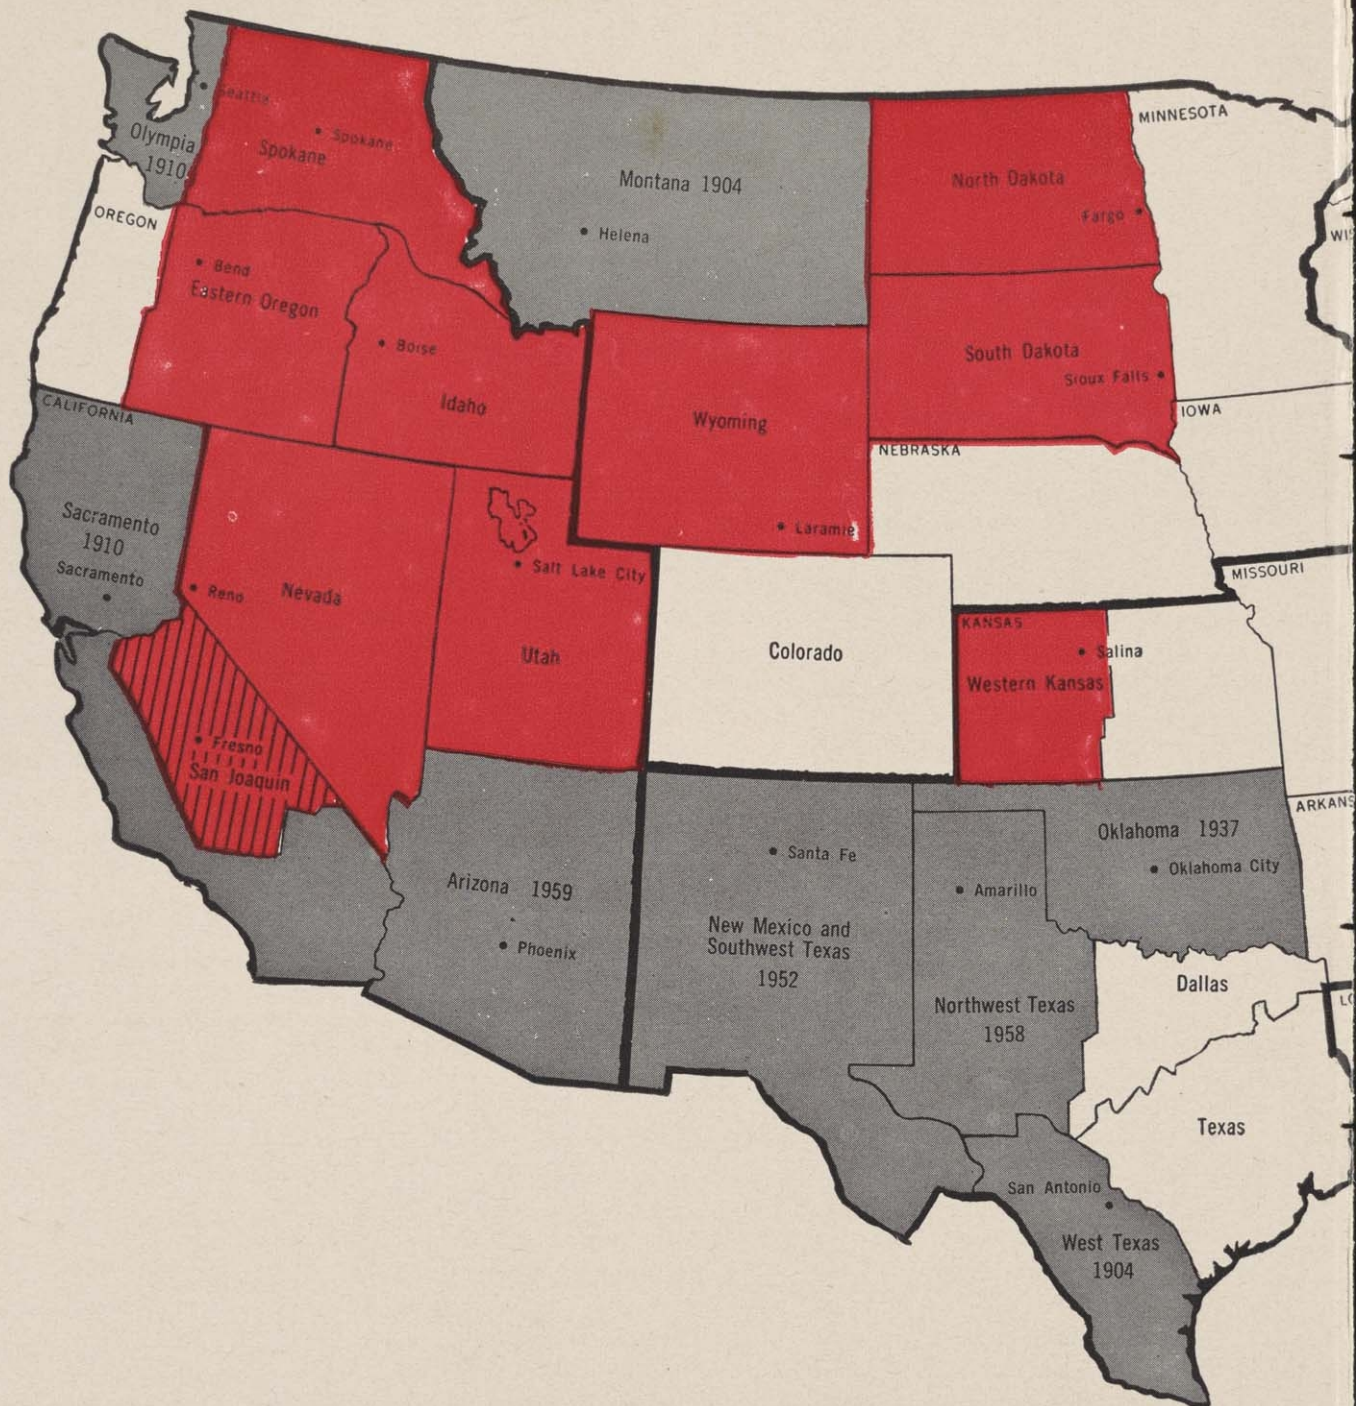 Seattle
Olympia
1910
Spokane
Spokane
Montana 1904
Helena
North Dakota
Fargo
MINNESOTA
WIS
OREGON
Bend
Eastern Oregon
Boise
Idaho
Wyoming
Laramie
South Dakota
Sioux Falls
IOWA
NEBRASKA
CALIFORNIA
Sacramento
1910
Sacramento
Reno
Nevada
Salt Lake City
Utah
Colorado
KANSAS
Salina
Western Kansas
MISSOURI
Fresno
San Joaquin
Arizona 1959
Phoenix
Santa Fe
New Mexico and
Southwest Texas
1952
Amarillo
Oklahoma 1937
Oklahoma City
ARKANS
Northwest Texas
1958
Dallas
LO
Texas
San Antonio
West Texas
1904